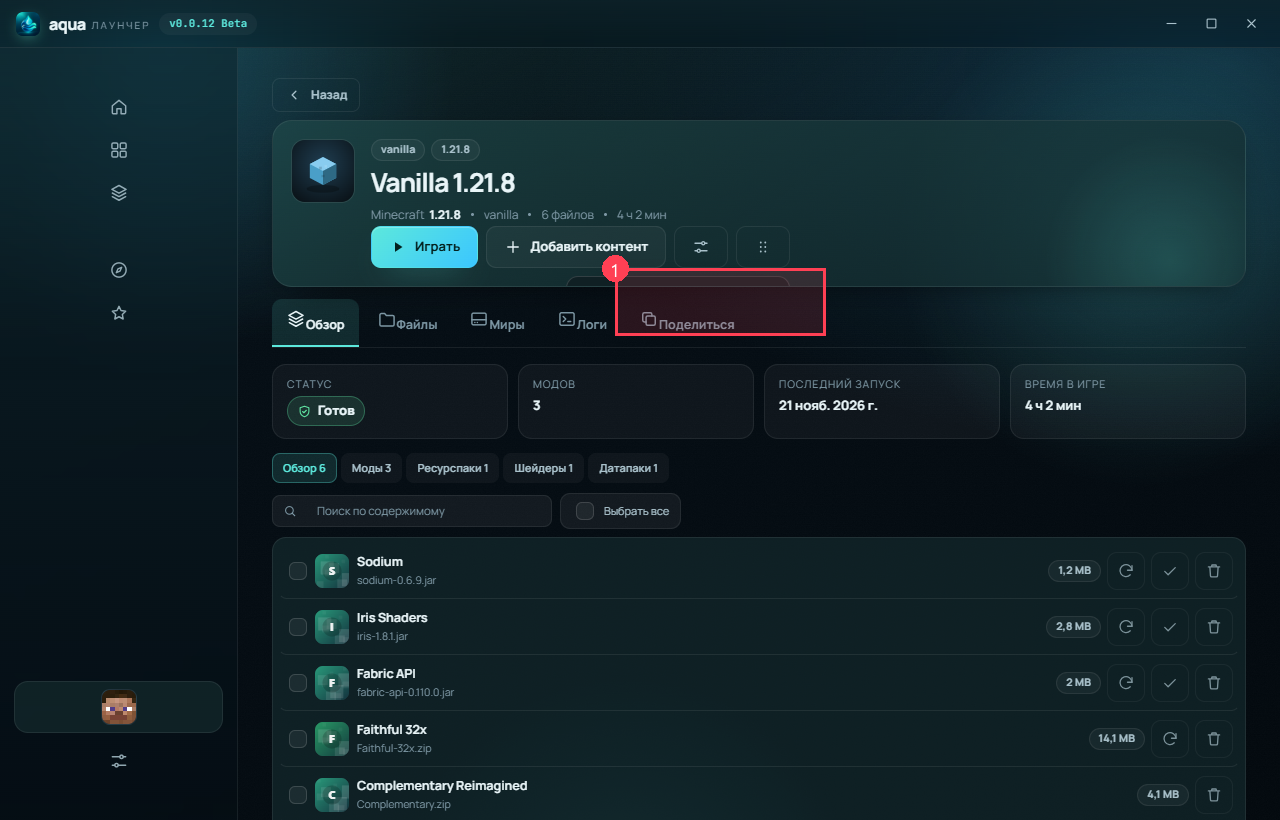 aqua ЛАУНЧЕР v0.0.12 Beta
Назад
vanilla 1.21.8
Vanilla 1.21.8
Minecraft 1.21.8 • vanilla • 6 файлов • 4 ч 2 мин
Играть Добавить контент
1
Обзор Файлы Миры Логи Поделиться
СТАТУС МОДОВ ПОСЛЕДНИЙ ЗАПУСК ВРЕМЯ В ИГРЕ
Готов 3 21 нояб. 2026 г. 4 ч 2 мин
Обзор 6 Моды 3 Ресурспаки 1 Шейдеры 1 Датапаки 1
Поиск по содержимому Выбрать все
S Sodium
sodium-0.6.9.jar 1,2 MB
I Iris Shaders
iris-1.8.1.jar 2,8 MB
F Fabric API
fabric-api-0.110.0.jar 2 MB
F Faithful 32x
Faithful-32x.zip 14,1 MB
C Complementary Reimagined
Complementary.zip 4,1 MB